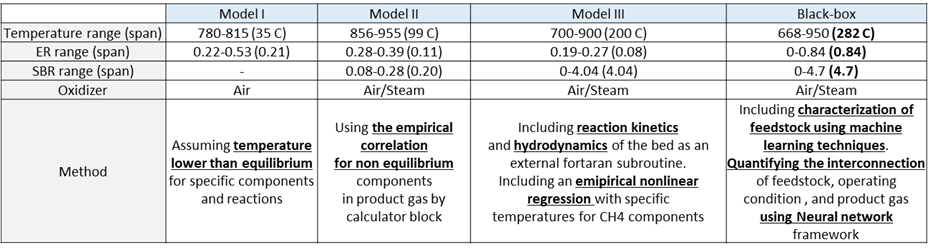 Model I Model II Model III Black-box
Temperature range (span) 780-815 (35 C) 856-955 (99 C) 700-900 (200 C) 668-950 (282 C)
ER range (span) 0.22-0.53 (0.21) 0.28-0.39 (0.11) 0.19-0.27 (0.08) 0-0.84 (0.84)
SBR range (span) - 0.08-0.28 (0.20) 0-4.04 (4.04) 0-4.7 (4.7)
Oxidizer Air Air/Steam Air/Steam Air/Steam
Method
Assuming temperature
lower than equilibrium
for specific components
and reactions
Using the empirical
correlation
for non equilibrium
components
in product gas by
calculator block
Including reaction kinetics
and hydrodynamics of the bed as an
external fortaran subroutine.
Including an emipirical nonlinear
regression with specific
temperatures for CH4 components
Including characterization of
feedstock using machine
learning techniques.
Quantifying the interconnection
of feedstock, operating
condition , and product gas
using Neural network
framework